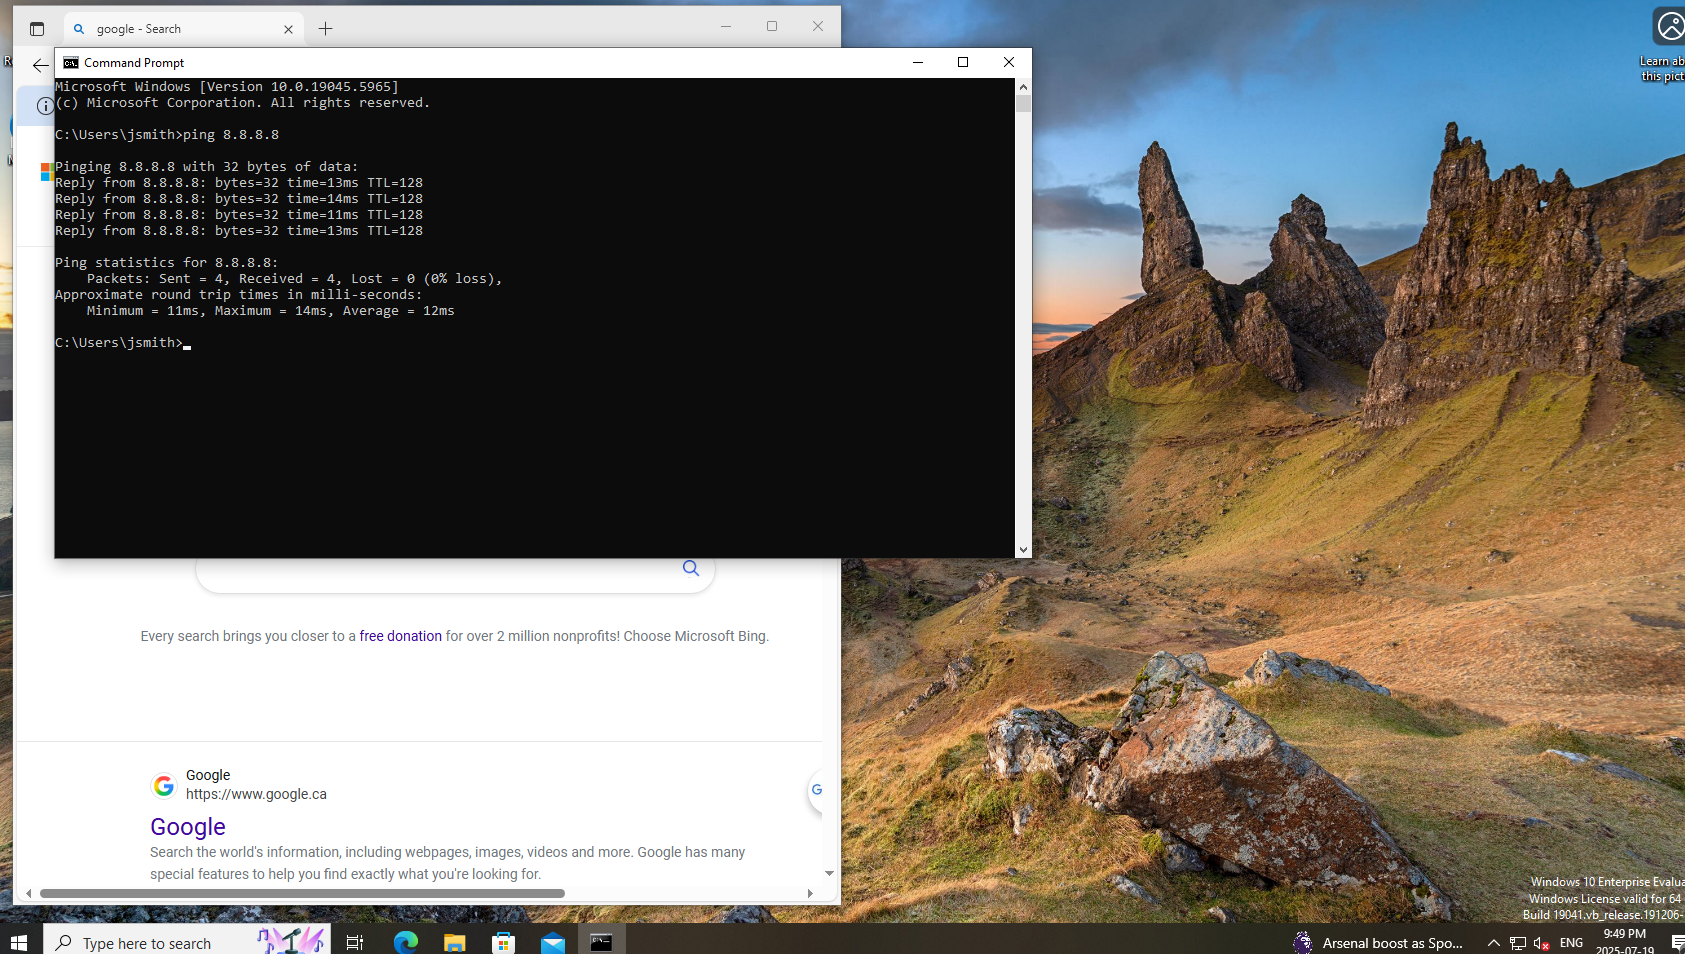 google - Search
Command Prompt
Microsoft Windows [Version 10.0.19045.5965]
(c) Microsoft Corporation. All rights reserved.
C:\Users\jsmith>ping 8.8.8.8
Pinging 8.8.8.8 with 32 bytes of data:
Reply from 8.8.8.8: bytes=32 time=13ms TTL=128
Reply from 8.8.8.8: bytes=32 time=14ms TTL=128
Reply from 8.8.8.8: bytes=32 time=11ms TTL=128
Reply from 8.8.8.8: bytes=32 time=13ms TTL=128
Ping statistics for 8.8.8.8:
Packets: Sent = 4, Received = 4, Lost = 0 (0% loss),
Approximate round trip times in milli-seconds:
Minimum = 11ms, Maximum = 14ms, Average = 12ms
C:\Users\jsmith>
Every search brings you closer to a free donation for over 2 million nonprofits! Choose Microsoft Bing.
Google
https://www.google.ca
Google
Search the world's information, including webpages, images, videos and more. Google has many
special features to help you find exactly what you're looking for.
Learn ab
this pict
Windows 10 Enterprise Evalua
Windows License valid for 64
Build 19041.vb_release.191206-
Type here to search
Arsenal boost as Spo...
ENG
9:49 PM
2025-07-19